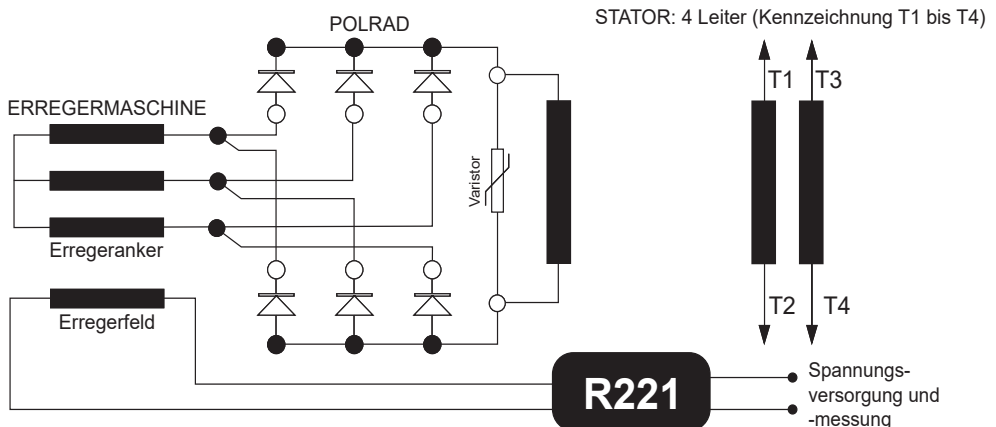 STATOR: 4 Leiter (Kennzeichnung T1 bis T4)
POLRAD
T1
T3
ERREGERMASCHINE
Varistor
Erregeranker
Erregerfeld
T2
T4
R221
Spannungs-
versorgung und
-messung